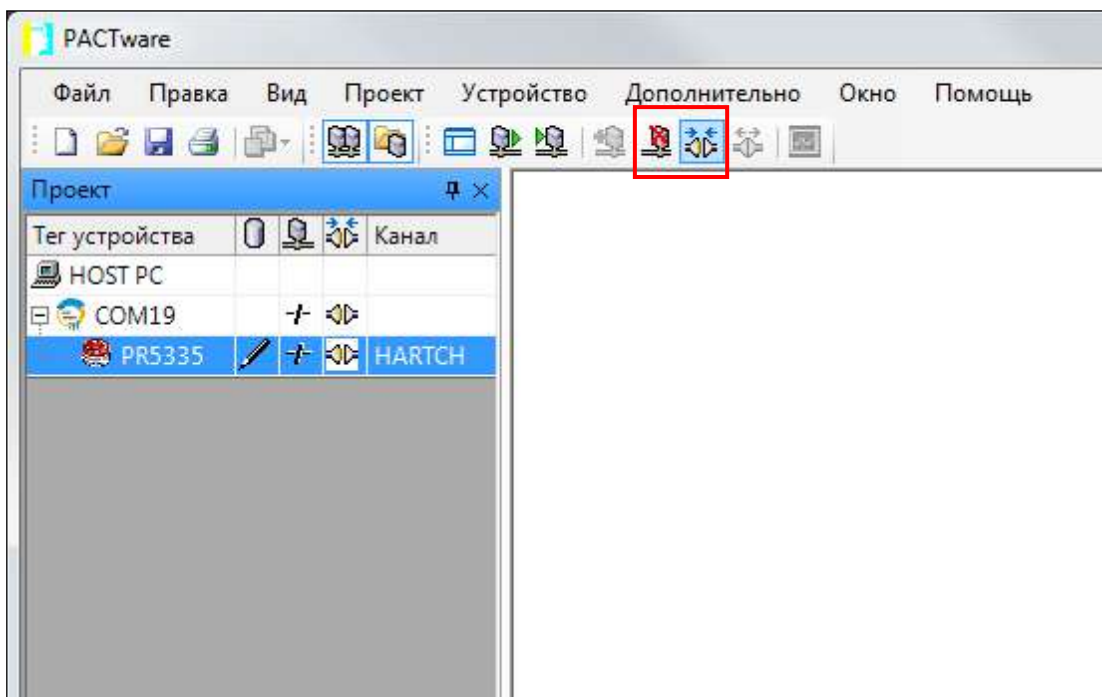 PACTware
Файл Правка Вид Проект Устройство Дополнительно Окно Помощь
Проект
Тег устройства Канал
HOST PC
COM19
PR5335 HARTCH